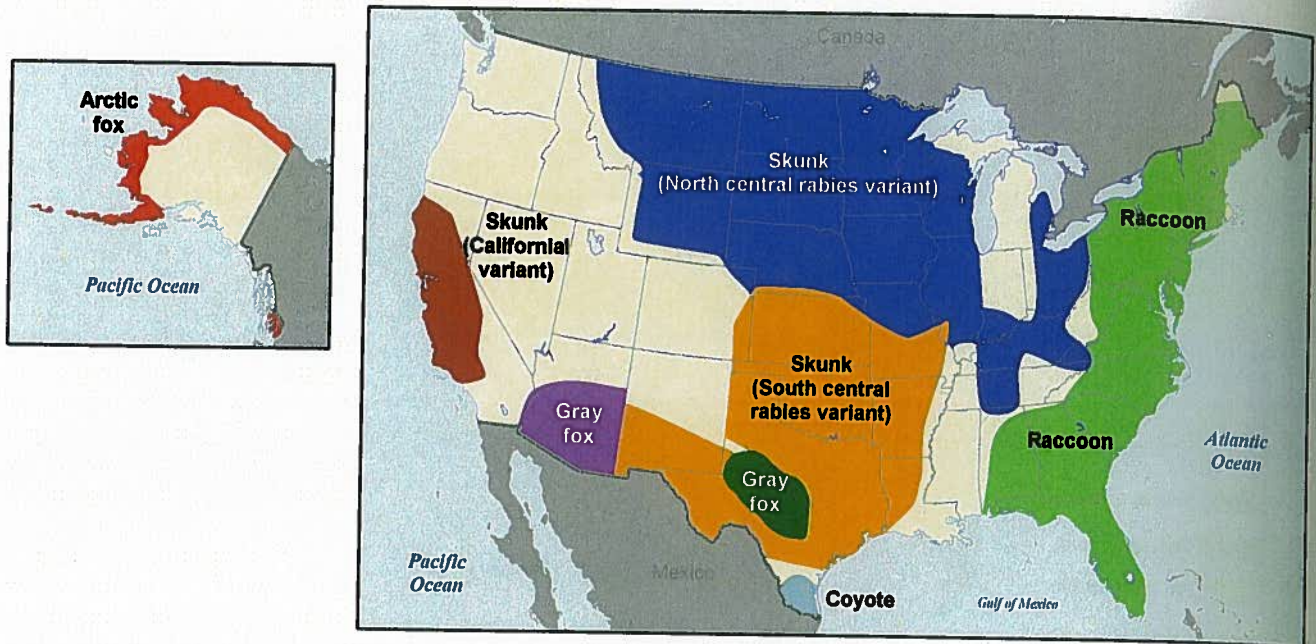 Arctic
fox
Pacific Ocean
Canada
Skunk
(North central rabies variant)
Raccoon
Skunk
(Californial
variant)
Skunk
(South central
rabies variant)
Gray
fox
Gray
fox
Raccoon
Atlantic
Ocean
Pacific
Ocean
Mexico
Coyote
Gulf of Mexico